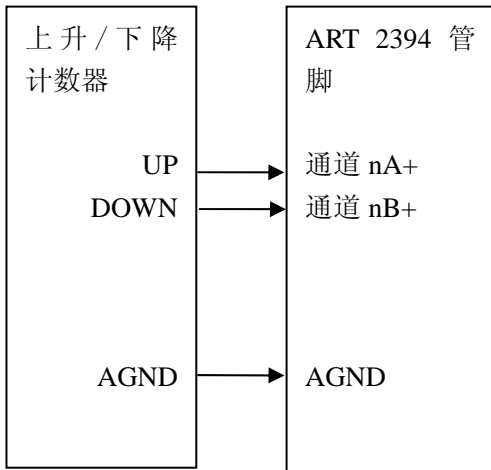 上升/下降
计数器
UP
DOWN
AGND
ART 2394 管
脚
通道 nA+
通道 nB+
AGND